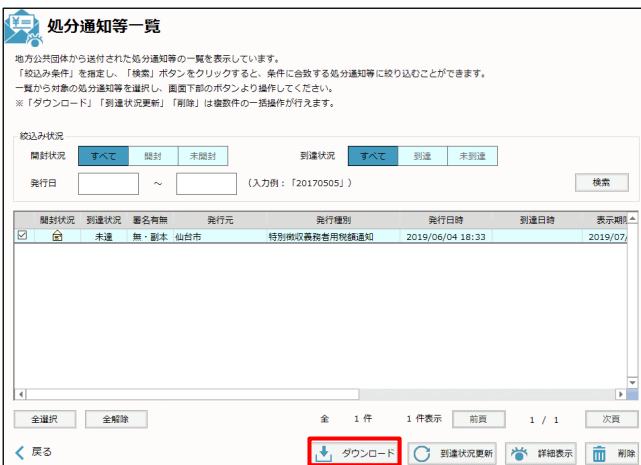 処分通知等一覧
地方公共団体から送付された処分通知等の一覧を表示しています。
「絞込み条件」を指定し、「検索」ボタンをクリックすると、条件に合致する処分通知等に絞り込むことができます。
一覧から対象の処分通知等を選択し、画面下部のボタンより操作してください。
※「ダウンロード」「到達状況更新」「削除」は複数件の一括操作が行えます。
絞込み状況
開封状況 すべて 開封 未開封 到達状況 すべて 到達 未到達
発行日 ～ (入力例：「20170505」) 検索
開封状況 到達状況 署名有無 発行元 発行種別 発行日時 到達日時 表示期限
未達 無・副本 仙台市 特別徴収義務者用税額通知 2019/06/04 18:33 2019/07/
全選択 全解除 全 1 件 1 件表示 前頁 1 / 1 次頁
戻る ダウンロード 到達状況更新 詳細表示 削除